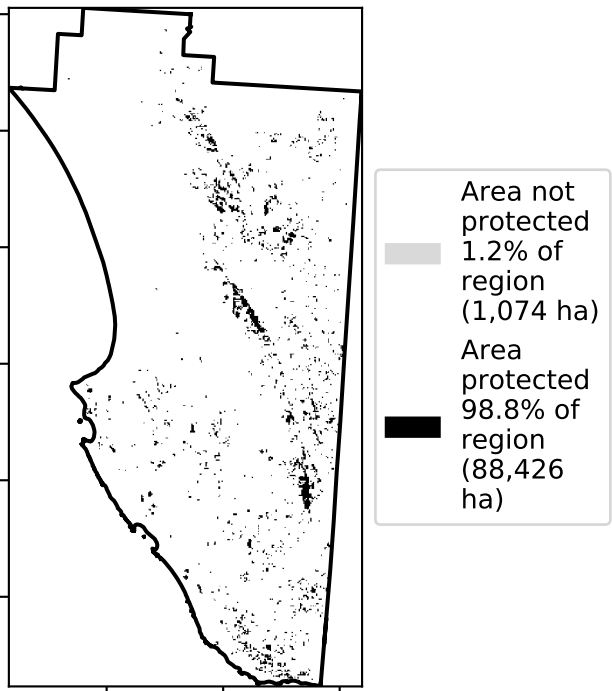 Area not
protected
1.2% of
region
(1,074 ha)
Area
protected
98.8% of
region
(88,426
ha)